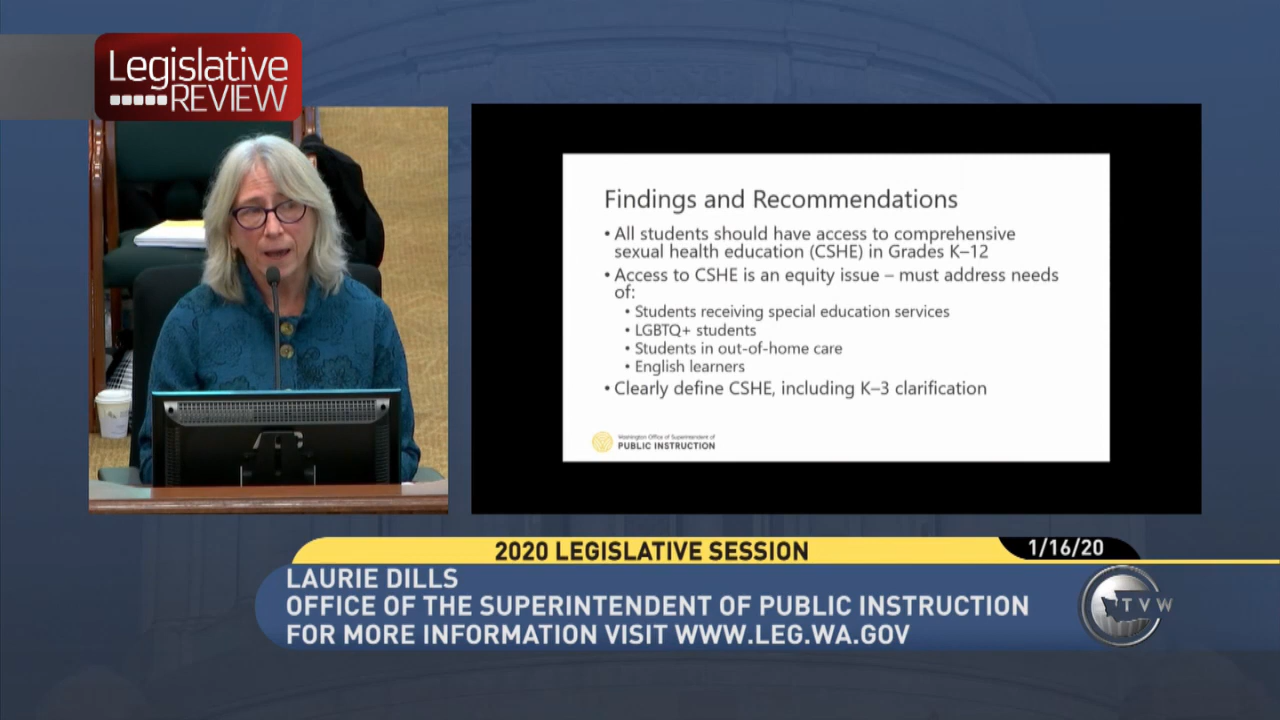 Legislative
REVIEW
Findings and Recommendations
• All students should have access to comprehensive
sexual health education (CSHE) in Grades K–12
• Access to CSHE is an equity issue – must address needs
of:
• Students receiving special education services
• LGBTQ+ students
• Students in out-of-home care
• English learners
• Clearly define CSHE, including K–3 clarification
Washington Office of Superintendent of
PUBLIC INSTRUCTION
2020 LEGISLATIVE SESSION
1/16/20
LAURIE DILLS
OFFICE OF THE SUPERINTENDENT OF PUBLIC INSTRUCTION
FOR MORE INFORMATION VISIT WWW.LEG.WA.GOV
TVW